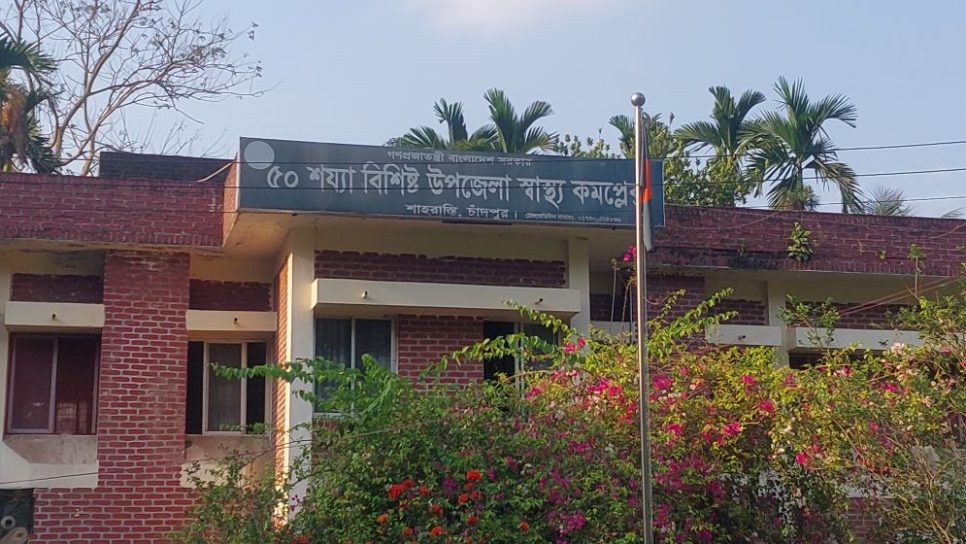 গণপ্রজাতন্ত্রী বাংলাদেশ সরকার
৫০ শয্যা বিশিষ্ট উপজেলা স্বাস্থ্য কমপ্লে
শাহরাস্তি, চাঁদপুর।